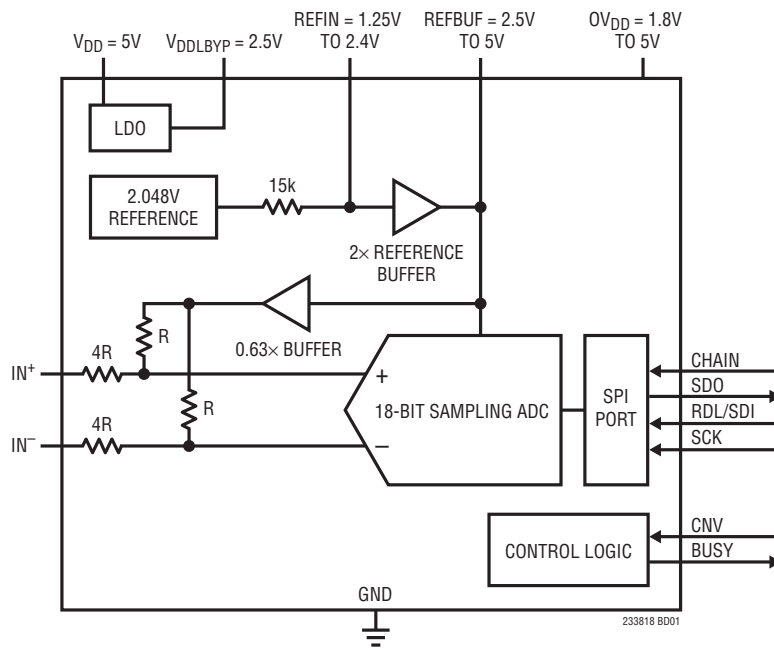 V_DD = 5V
V_DDLBYP = 2.5V
REFIN = 1.25V
TO 2.4V
REFBUF = 2.5V
TO 5V
OV_DD = 1.8V
TO 5V
LDO
2.048V
REFERENCE
15k
2× REFERENCE
BUFFER
0.63× BUFFER
R
R
4R
4R
IN⁺
IN⁻
+
−
18-BIT SAMPLING ADC
SPI
PORT
CHAIN
SDO
RDL/SDI
SCK
CONTROL LOGIC
CNV
BUSY
GND
233818 BD01